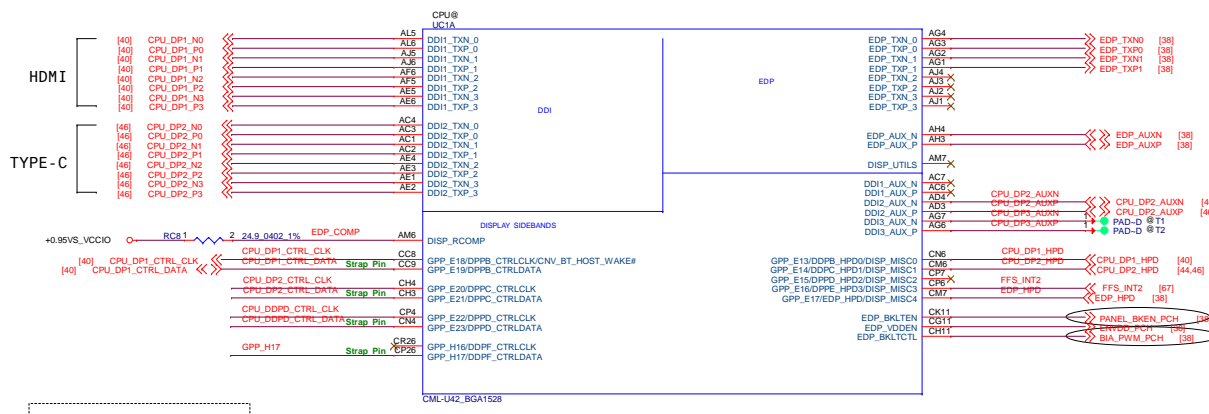 CPU@
UC1A
HDMI
[40] CPU_DP1_N0 AL5 DDI1_TXN_0
[40] CPU_DP1_P0 AL6 DDI1_TXP_0
[40] CPU_DP1_N1 AJ5 DDI1_TXN_1
[40] CPU_DP1_P1 AJ6 DDI1_TXP_1
[40] CPU_DP1_N2 AF6 DDI1_TXN_2
[40] CPU_DP1_P2 AF5 DDI1_TXP_2
[40] CPU_DP1_N3 AE5 DDI1_TXN_3
[40] CPU_DP1_P3 AE6 DDI1_TXP_3
TYPE-C
[46] CPU_DP2_N0 AC4 DDI2_TXN_0
[46] CPU_DP2_P0 AC3 DDI2_TXP_0
[46] CPU_DP2_N1 AC1 DDI2_TXN_1
[46] CPU_DP2_P1 AC2 DDI2_TXP_1
[46] CPU_DP2_N2 AE4 DDI2_TXN_2
[46] CPU_DP2_P2 AE3 DDI2_TXP_2
[46] CPU_DP2_N3 AE1 DDI2_TXN_3
[46] CPU_DP2_P3 AE2 DDI2_TXP_3
DDI
EDP
EDP_TXN_0 AG4 EDP_TXN0 [38]
EDP_TXP_0 AG3 EDP_TXP0 [38]
EDP_TXN_1 AG2 EDP_TXN1 [38]
EDP_TXP_1 AG1 EDP_TXP1 [38]
EDP_TXN_2 AJ4
EDP_TXP_2 AJ3
EDP_TXN_3 AJ2
EDP_TXP_3 AJ1
EDP_AUX_N AH4 EDP_AUXN [38]
EDP_AUX_P AH3 EDP_AUXP [38]
DISP_UTILS AM7
DDI1_AUX_N AC7
DDI1_AUX_P AC6
DDI2_AUX_N AD4 CPU_DP2_AUXN CPU_DP2_AUXN
DDI2_AUX_P AD3 CPU_DP2_AUXP CPU_DP2_AUXP
DDI3_AUX_N AG7 CPU_DP3_AUXN 1 PAD~D @T1
DDI3_AUX_P AG6 CPU_DP3_AUXP 1 PAD~D @T2
DISPLAY SIDEBANDS
+0.95VS_VCCIO RC8 1 2 24.9_0402_1% EDP_COMP AM6 DISP_RCOMP
[40] CPU_DP1_CTRL_CLK CPU_DP1_CTRL_CLK CC8 GPP_E18/DPPB_CTRLCLK/CNV_BT_HOST_WAKE#
[40] CPU_DP1_CTRL_DATA CPU_DP1_CTRL_DATA Strap Pin CC9 GPP_E19/DPPB_CTRLDATA
CPU_DP2_CTRL_CLK CH4 GPP_E20/DPPC_CTRLCLK
CPU_DP2_CTRL_DATA Strap Pin CH3 GPP_E21/DPPC_CTRLDATA
CPU_DDPD_CTRL_CLK CP4 GPP_E22/DPPD_CTRLCLK
CPU_DDPD_CTRL_DATA Strap Pin CN4 GPP_E23/DPPD_CTRLDATA
CR26 GPP_H16/DDPF_CTRLCLK
GPP_H17 Strap Pin CP26 GPP_H17/DDPF_CTRLDATA
GPP_E13/DDPB_HPD0/DISP_MISC0 CN6 CPU_DP1_HPD CPU_DP1_HPD [40]
GPP_E14/DDPC_HPD1/DISP_MISC1 CM6 CPU_DP2_HPD CPU_DP2_HPD [44,46]
GPP_E15/DPPD_HPD2/DISP_MISC2 CP7
GPP_E16/DPPE_HPD3/DISP_MISC3 CP6 FFS_INT2 FFS_INT2 [67]
GPP_E17/EDP_HPD/DISP_MISC4 CM7 EDP_HPD EDP_HPD [38]
EDP_BKLTEN CK11 PANEL_BKEN_PCH
EDP_VDDEN CG11 ENVDD_PCH [38]
EDP_BKLTCTL CH11 BIA_PWM_PCH [38]
CML-U42_BGA1528